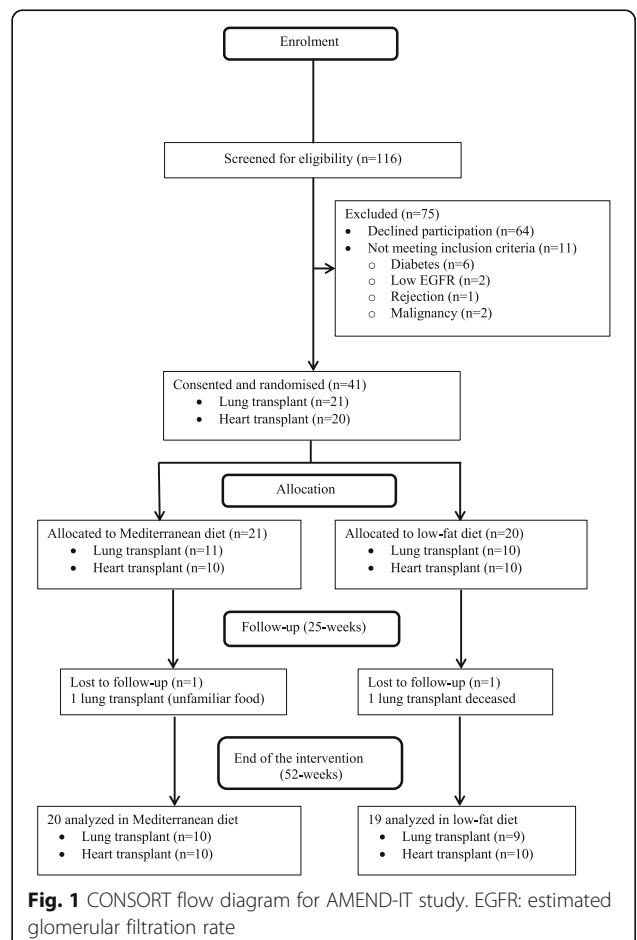 Enrolment
Screened for eligibility (n=116)
Excluded (n=75)
• Declined participation (n=64)
• Not meeting inclusion criteria (n=11)
o Diabetes (n=6)
o Low EGFR (n=2)
o Rejection (n=1)
o Malignancy (n=2)
Consented and randomised (n=41)
• Lung transplant (n=21)
• Heart transplant (n=20)
Allocation
Allocated to Mediterranean diet (n=21)
• Lung transplant (n=11)
• Heart transplant (n=10)
Allocated to low-fat diet (n=20)
• Lung transplant (n=10)
• Heart transplant (n=10)
Follow-up (25-weeks)
Lost to follow-up (n=1)
1 lung transplant (unfamiliar food)
Lost to follow-up (n=1)
1 lung transplant deceased
End of the intervention
(52-weeks)
20 analyzed in Mediterranean diet
• Lung transplant (n=10)
• Heart transplant (n=10)
19 analyzed in low-fat diet
• Lung transplant (n=9)
• Heart transplant (n=10)
Fig. 1 CONSORT flow diagram for AMEND-IT study. EGFR: estimated
glomerular filtration rate